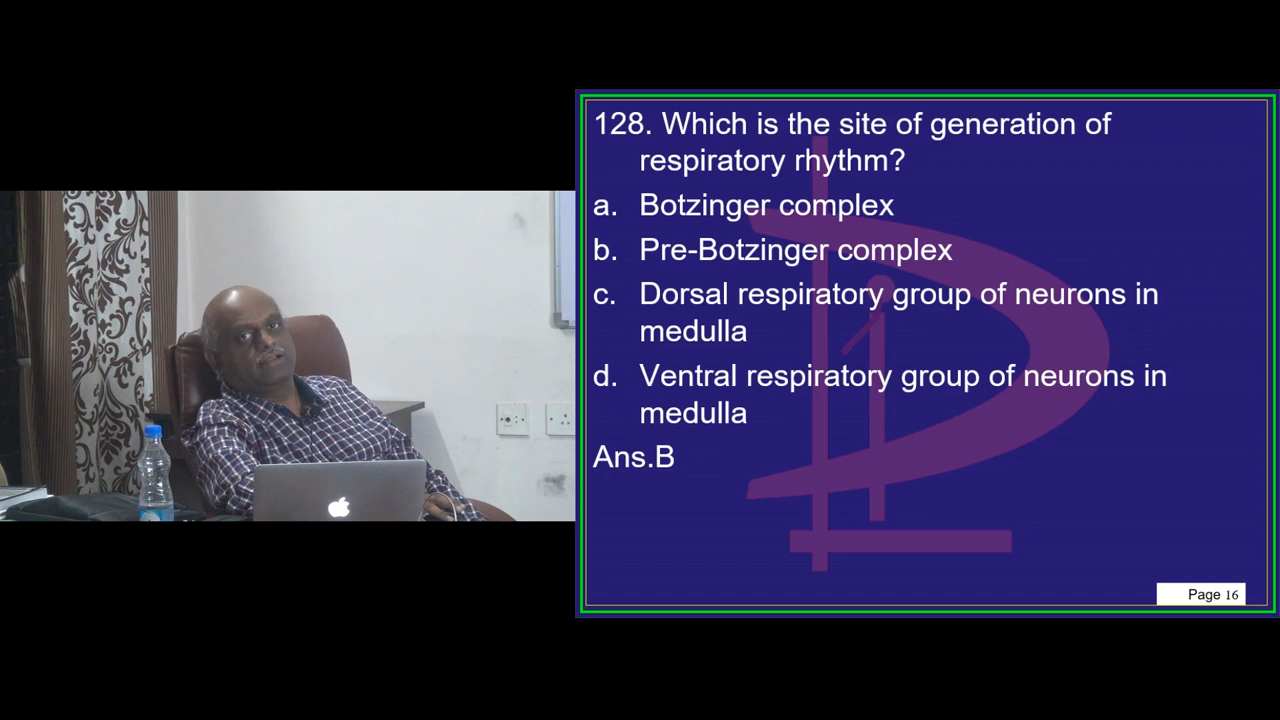 128. Which is the site of generation of
respiratory rhythm?
a. Botzinger complex
b. Pre-Botzinger complex
c. Dorsal respiratory group of neurons in
medulla
d. Ventral respiratory group of neurons in
medulla
Ans.B
Page 16